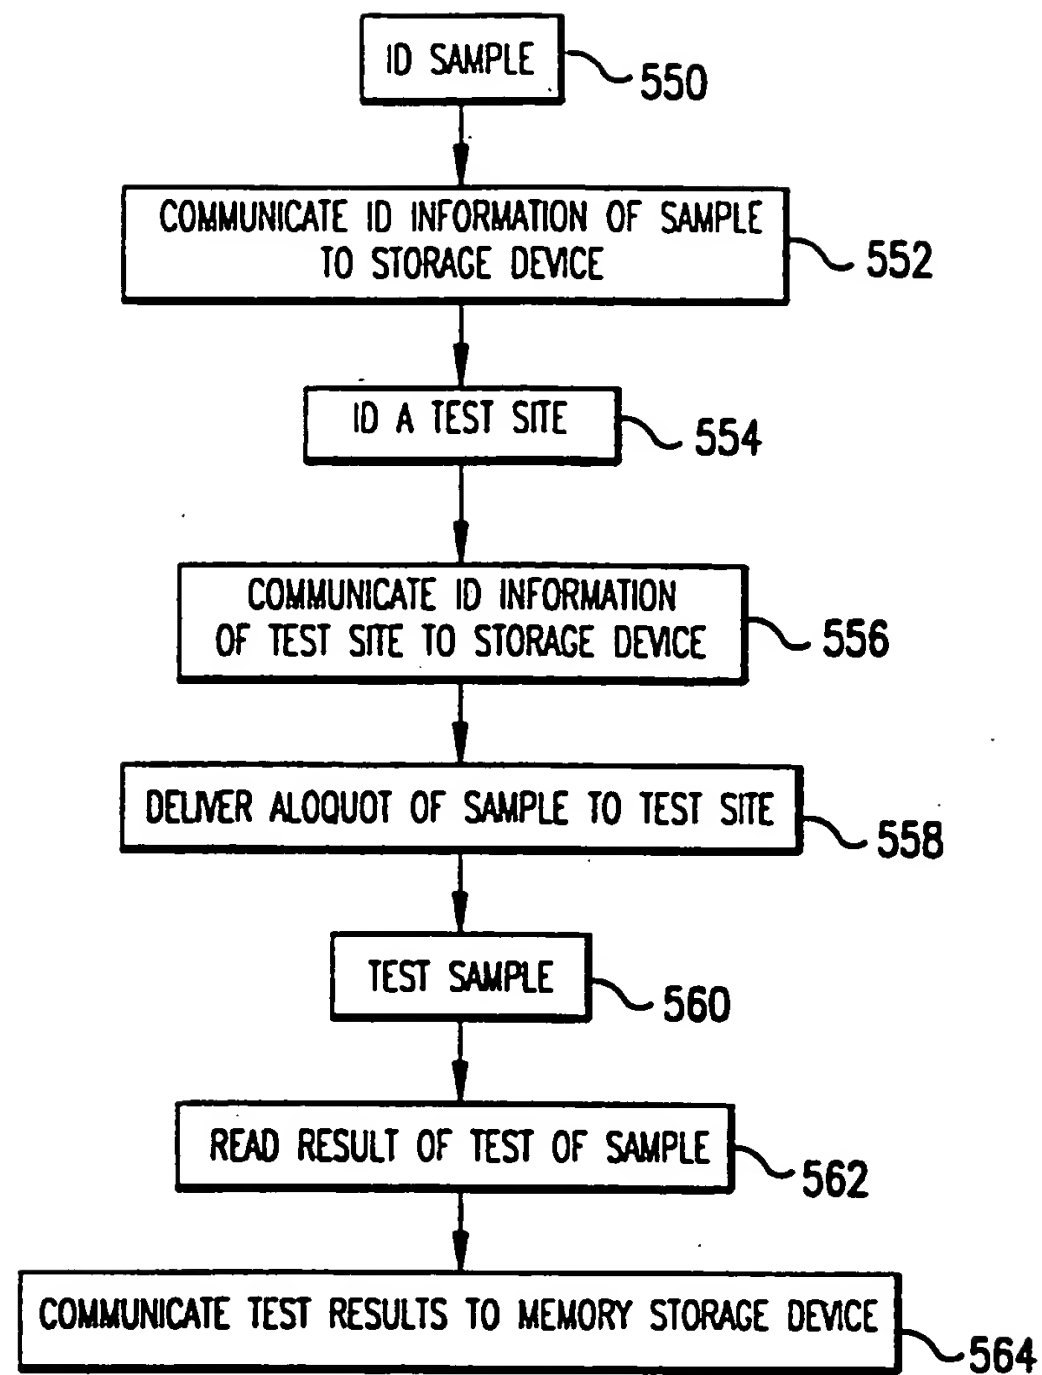 ID SAMPLE
550
COMMUNICATE ID INFORMATION OF SAMPLE
TO STORAGE DEVICE
552
ID A TEST SITE
554
COMMUNICATE ID INFORMATION
OF TEST SITE TO STORAGE DEVICE
556
DELIVER ALOQUOT OF SAMPLE TO TEST SITE
558
TEST SAMPLE
560
READ RESULT OF TEST OF SAMPLE
562
COMMUNICATE TEST RESULTS TO MEMORY STORAGE DEVICE
564